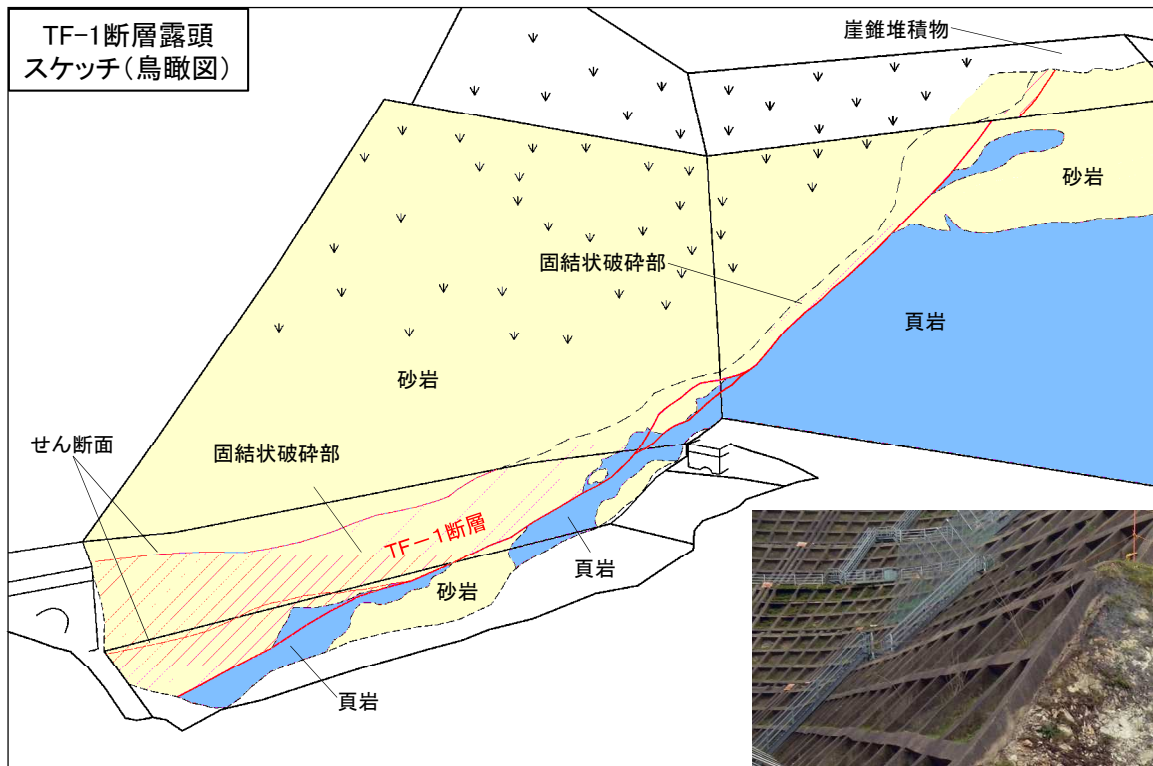 TF-1断層露頭
スケッチ(鳥瞰図)
崖錐堆積物
砂岩
固結状破砕部
頁岩
砂岩
せん断面
固結状破砕部
TF-1断層
頁岩
砂岩
頁岩